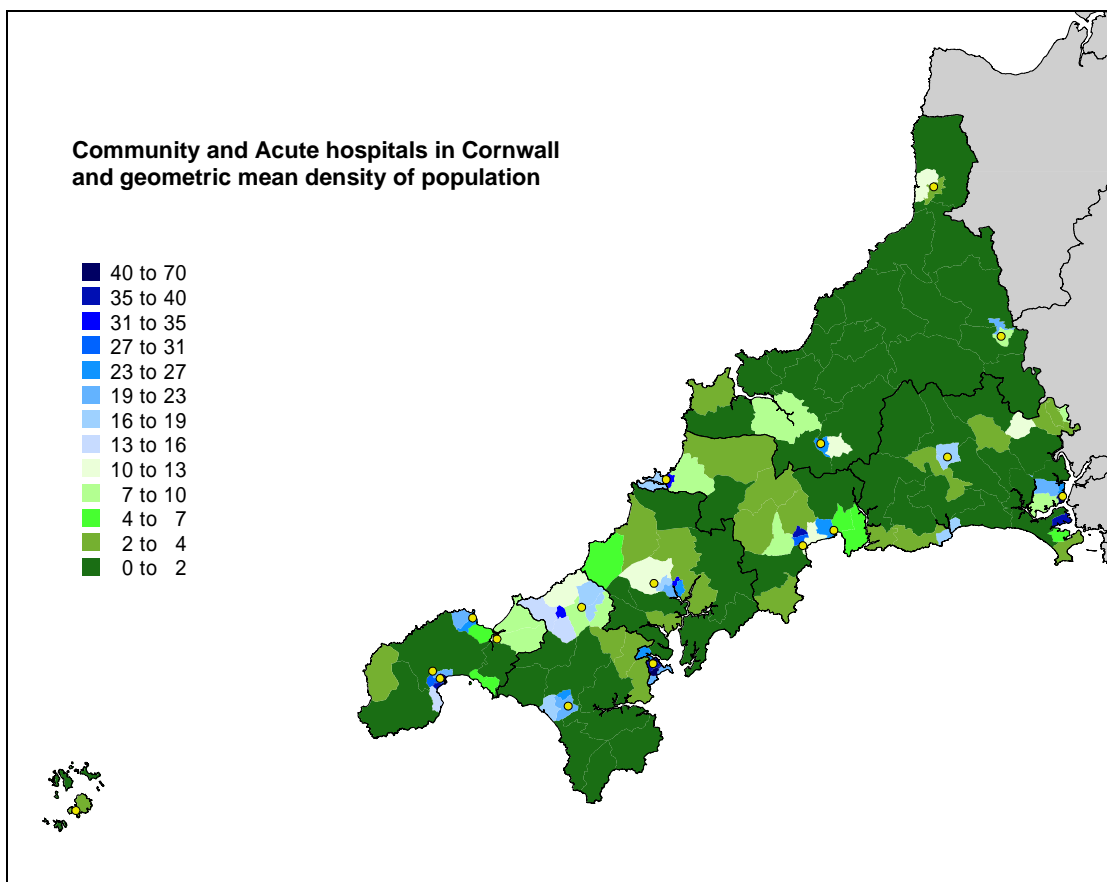 Community and Acute hospitals in Cornwall
and geometric mean density of population
40 to 70
35 to 40
31 to 35
27 to 31
23 to 27
19 to 23
16 to 19
13 to 16
10 to 13
7 to 10
4 to 7
2 to 4
0 to 2